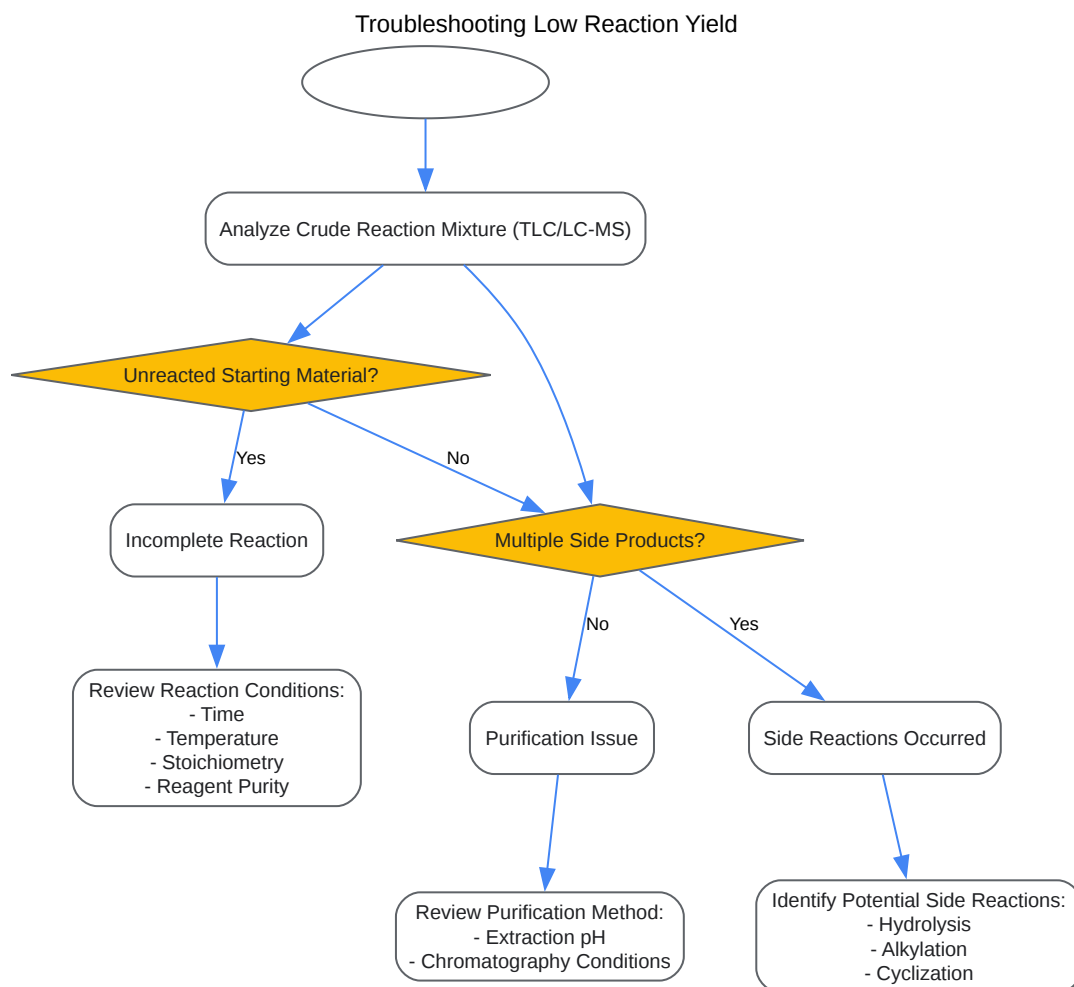 Troubleshooting Low Reaction Yield
Analyze Crude Reaction Mixture (TLC/LC-MS)
Unreacted Starting Material?
Yes
No
Incomplete Reaction
Multiple Side Products?
No
Yes
Review Reaction Conditions:
- Time
- Temperature
- Stoichiometry
- Reagent Purity
Purification Issue
Side Reactions Occurred
Review Purification Method:
- Extraction pH
- Chromatography Conditions
Identify Potential Side Reactions:
- Hydrolysis
- Alkylation
- Cyclization